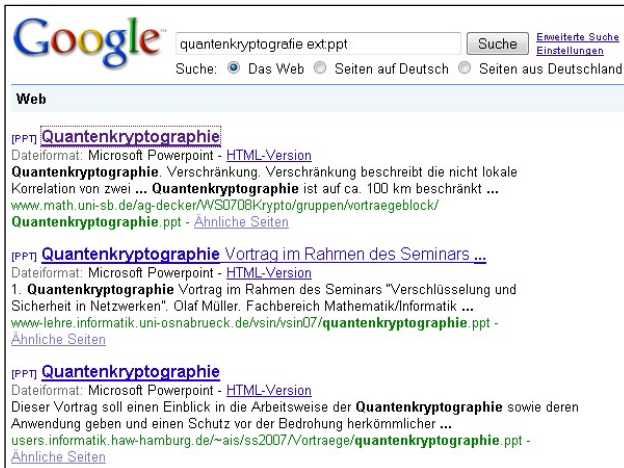 Google™
quantenkryptografie ext:ppt Suche Erweiterte Suche
Einstellungen
Suche: Das Web Seiten auf Deutsch Seiten aus Deutschland
Web
[PPT] Quantenkryptographie
Dateiformat: Microsoft Powerpoint - HTML-Version
Quantenkryptographie. Verschränkung. Verschränkung beschreibt die nicht lokale
Korrelation von zwei ... Quantenkryptographie ist auf ca. 100 km beschränkt ...
www.math.uni-sb.de/ag-decker/WS0708Krypto/gruppen/vortraegeblock/
Quantenkryptographie.ppt - Ähnliche Seiten
[PPT] Quantenkryptographie Vortrag im Rahmen des Seminars ...
Dateiformat: Microsoft Powerpoint - HTML-Version
1. Quantenkryptographie Vortrag im Rahmen des Seminars "Verschlüsselung und
Sicherheit in Netzwerken". Olaf Müller. Fachbereich Mathematik/Informatik ...
www-lehre.informatik.uni-osnabrueck.de/vsin/vsin07/quantenkryptographie.ppt -
Ähnliche Seiten
[PPT] Quantenkryptographie
Dateiformat: Microsoft Powerpoint - HTML-Version
Dieser Vortrag soll einen Einblick in die Arbeitsweise der Quantenkryptographie sowie deren
Anwendung geben und einen Schutz vor der Bedrohung herkömmlicher ...
users.informatik.haw-hamburg.de/~ais/ss2007/Vortraege/quantenkryptographie.ppt -
Ähnliche Seiten